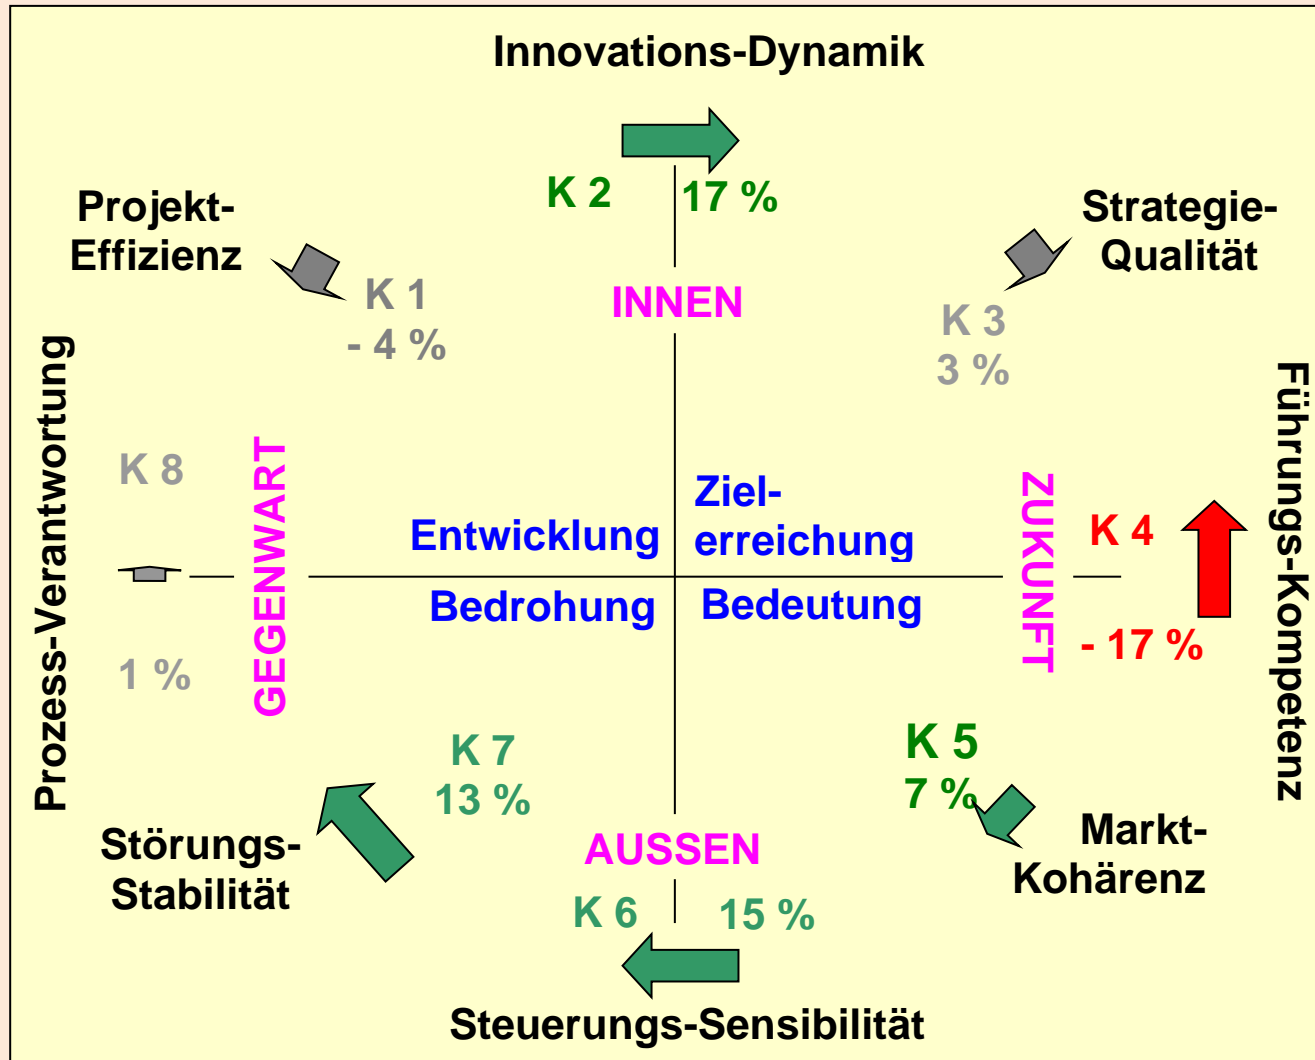 Innovations-Dynamik
K 2
17 %
Projekt-
Effizienz
Strategie-
Qualität
K 1
- 4 %
INNEN
K 3
3 %
Prozess-Verantwortung
K 8
1 %
GEGENWART
Entwicklung
Ziel-
erreichung
Bedrohung
Bedeutung
ZUKUNFT
K 4
- 17 %
Führungs-Kompetenz
K 7
13 %
K 5
7 %
Störungs-
Stabilität
AUSSEN
Markt-
Kohärenz
K 6
15 %
Steuerungs-Sensibilität